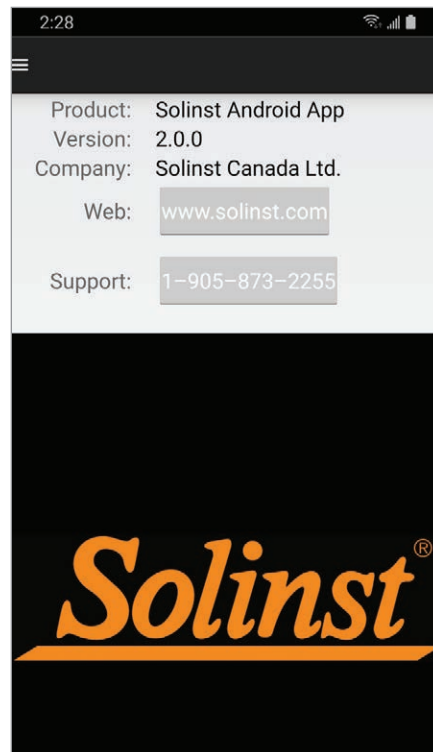 2:28
Product: Solinst Android App
Version: 2.0.0
Company: Solinst Canada Ltd.
Web: www.solinst.com
Support: 1–905–873–2255
Solinst®